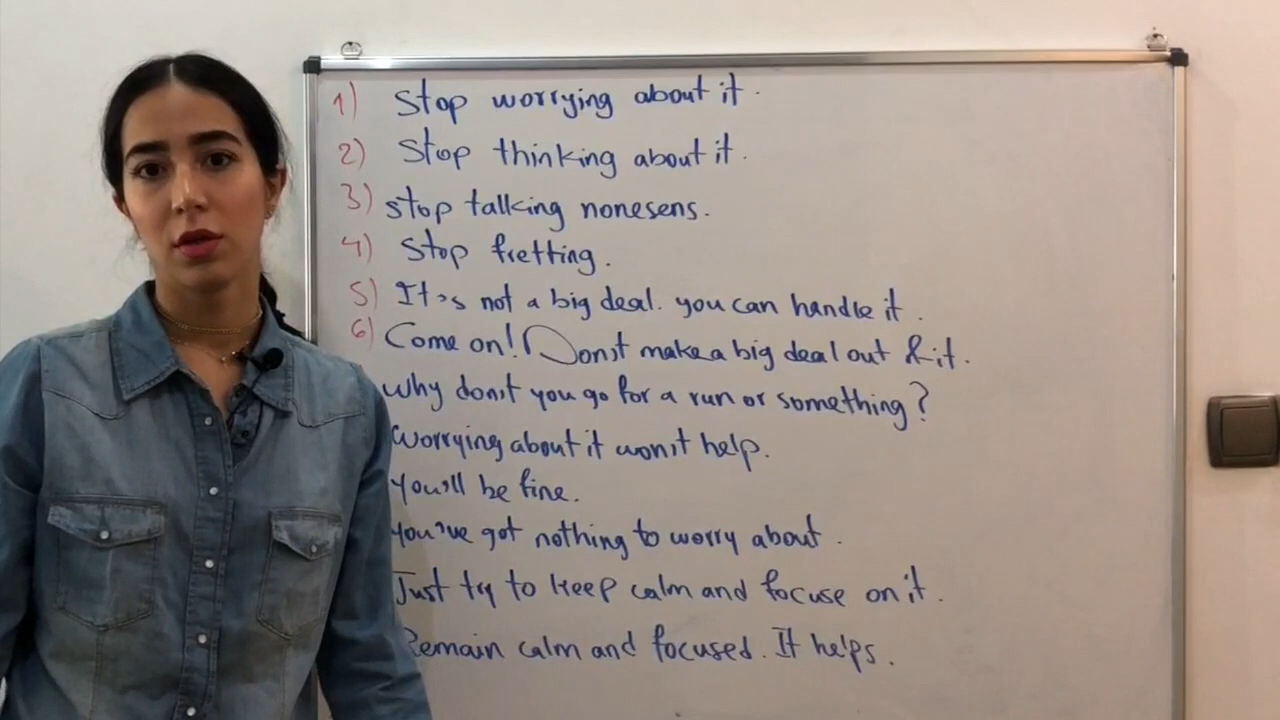 1) Stop worrying about it.
2) Stop thinking about it.
3) stop talking nonesens.
4) Stop fretting.
5) It's not a big deal. you can handle it.
6) Come on! Don't make a big deal out of it.
Why don't you go for a run or something?
Worrying about it won't help.
You'll be fine.
You've got nothing to worry about.
Just try to keep calm and focuse on it.
Remain calm and focused. It helps.